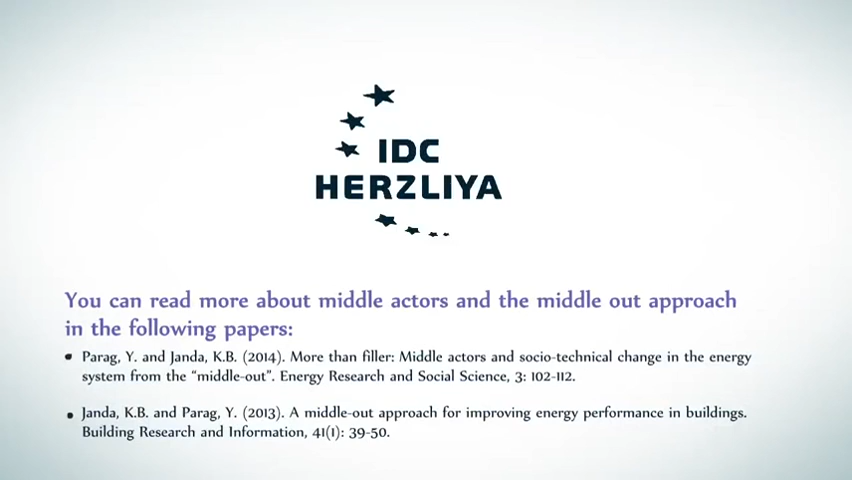 IDC
HERZLIYA
You can read more about middle actors and the middle out approach
in the following papers:
• Parag, Y. and Janda, K.B. (2014). More than filler: Middle actors and socio-technical change in the energy
system from the “middle-out”. Energy Research and Social Science, 3: 102-112.
• Janda, K.B. and Parag, Y. (2013). A middle-out approach for improving energy performance in buildings.
Building Research and Information, 41(1): 39-50.